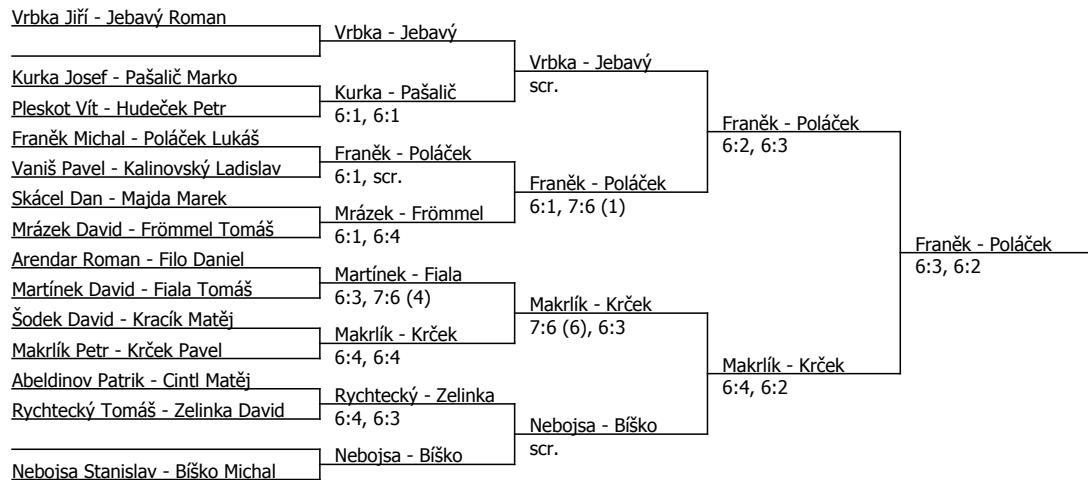 Vrbka Jiří - Jebavý Roman
Kurka Josef - Pašalič Marko
Pleskot Vít - Hudeček Petr
Franěk Michal - Poláček Lukáš
Vaniš Pavel - Kalinovský Ladislav
Skácel Dan - Majda Marek
Mrázek David - Frömmel Tomáš
Arendar Roman - Filo Daniel
Martínek David - Fiala Tomáš
Šodek David - Kracík Matěj
Makrlík Petr - Krček Pavel
Abeldinov Patrik - Cintl Matěj
Rychtecký Tomáš - Zelinka David
Nebojsa Stanislav - Bíško Michal
Vrbka - Jebavý
Kurka - Pašalič
6:1, 6:1
Franěk - Poláček
6:1, scr.
Mrázek - Frömmel
6:1, 6:4
Martínek - Fiala
6:3, 7:6 (4)
Makrlík - Krček
6:4, 6:4
Rychtecký - Zelinka
6:4, 6:3
Nebojsa - Bíško
Vrbka - Jebavý
scr.
Franěk - Poláček
6:1, 7:6 (1)
Makrlík - Krček
7:6 (6), 6:3
Nebojsa - Bíško
scr.
Franěk - Poláček
6:2, 6:3
Makrlík - Krček
6:4, 6:2
Franěk - Poláček
6:3, 6:2